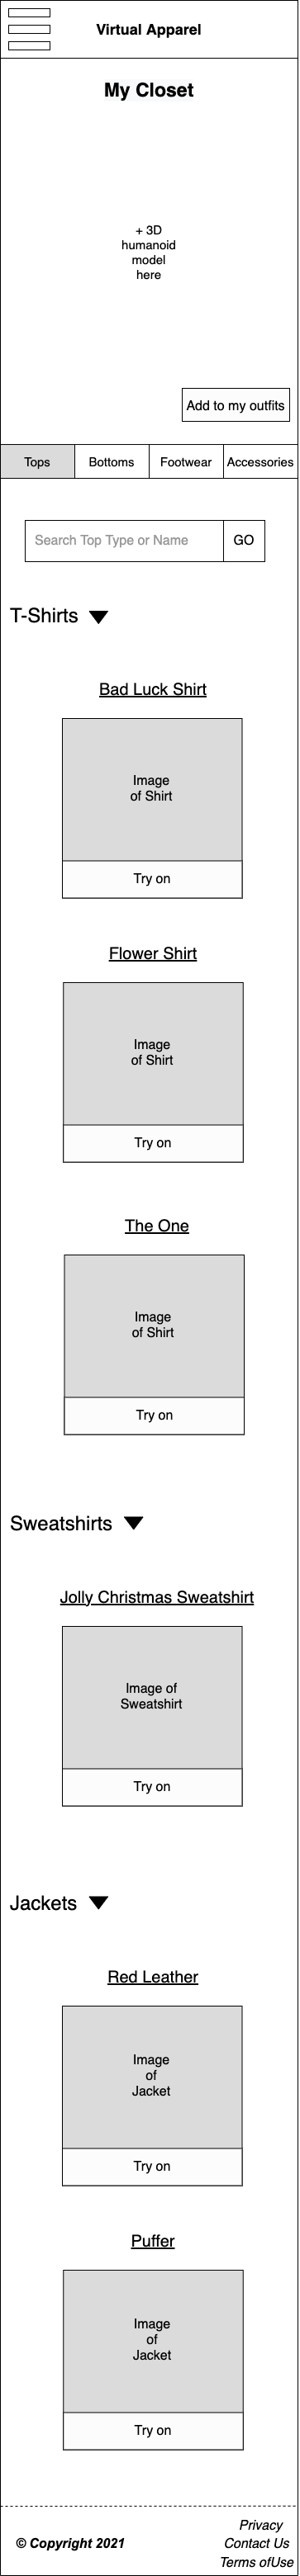 Virtual Apparel
My Closet
+ 3D
humanoid
model
here
Add to my outfits
Tops Bottoms Footwear Accessories
Search Top Type or Name GO
T-Shirts
Bad Luck Shirt
Image
of Shirt
Try on
Flower Shirt
Image
of Shirt
Try on
The One
Image
of Shirt
Try on
Sweatshirts
Jolly Christmas Sweatshirt
Image of
Sweatshirt
Try on
Jackets
Red Leather
Image
of
Jacket
Try on
Puffer
Image
of
Jacket
Try on
© Copyright 2021
Privacy
Contact Us
Terms ofUse